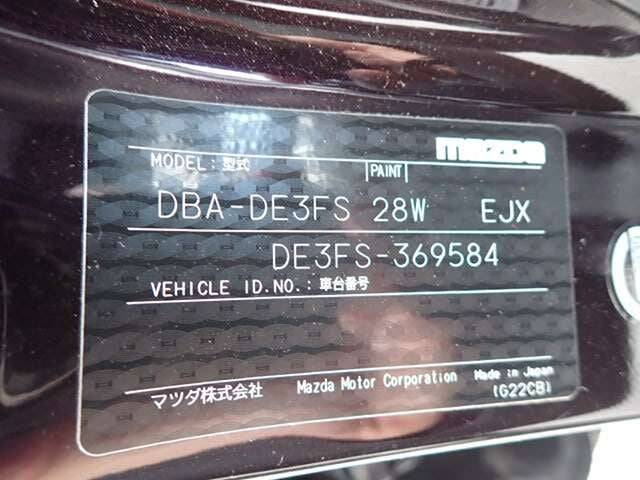 mazda
MODEL:型式 PAINT
DBA-DE3FS 28W EJX
DE3FS-369584
VEHICLE ID.NO.:車台番号
マツダ株式会社 Mazda Motor Corporation Made in Japan
(G22CB)